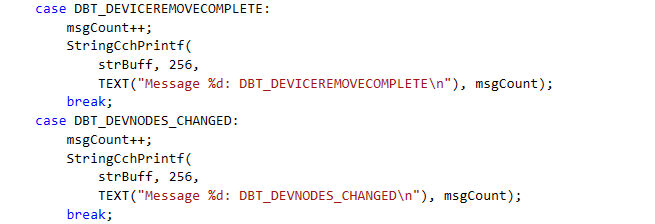 case DBT_DEVICEREMOVECOMPLETE:
msgCount++;
StringCchPrintf(
strBuff, 256,
TEXT("Message %d: DBT_DEVICEREMOVECOMPLETE\n"), msgCount);
break;
case DBT_DEVNODES_CHANGED:
msgCount++;
StringCchPrintf(
strBuff, 256,
TEXT("Message %d: DBT_DEVNODES_CHANGED\n"), msgCount);
break;